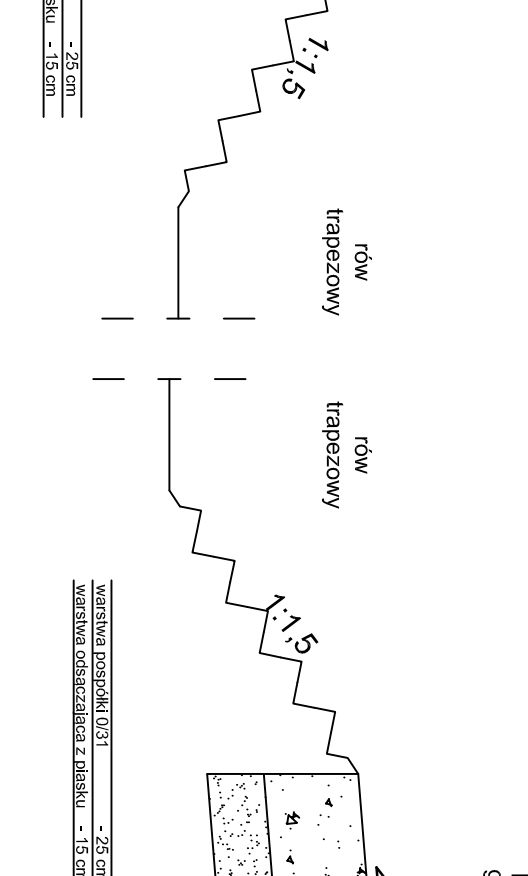 - 25 cm
- 15 cm
1:1,5
rów
trapezowy
rów
trapezowy
1:1,5
warstwa pospółki 0/31 - 25 cm
warstwa odsączająca z piasku - 15 cm